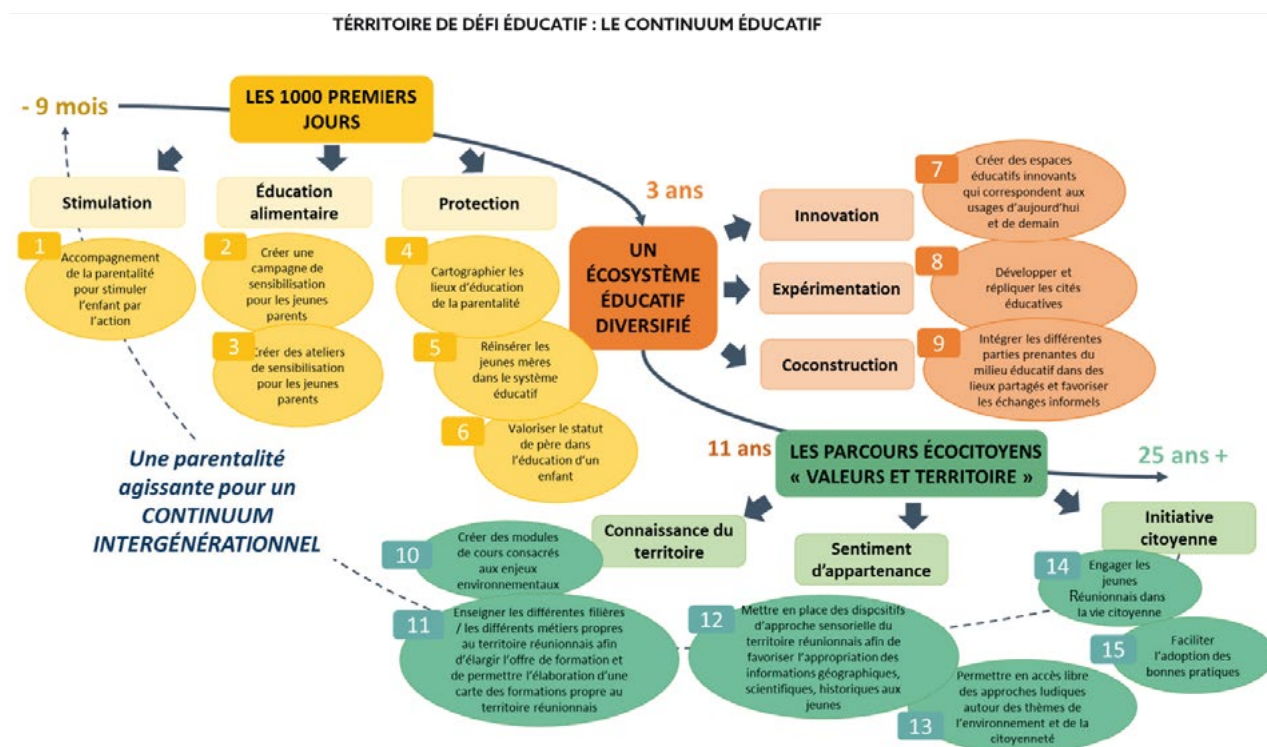 TÉRRITOIRE DE DÉFI ÉDUCATIF : LE CONTINUUM ÉDUCATIF
- 9 mois
LES 1000 PREMIERS
JOURS
Stimulation
Éducation
alimentaire
Protection
1
Accompagnement
de la parentalité
pour stimuler
l'enfant par
l'action
2
Créer une
campagne de
sensibilisation
pour les jeunes
parents
3
Créer des ateliers
de sensibilisation
pour les jeunes
parents
4
Cartographier les
lieux d'éducation
de la parentalité
5
Réinsérer les
jeunes mères
dans le système
éducatif
6
Valoriser le statut
de père dans
l'éducation d'un
enfant
3 ans
UN
ÉCOSYSTÈME
ÉDUCATIF
DIVERSIFIÉ
Innovation
Expérimentation
Coconstruction
7
Créer des espaces
éducatifs innovants
qui correspondent aux
usages d'aujourd'hui
et de demain
8
Développer et
répliquer les cités
éducatives
9
Intégrer les différentes
parties prenantes du
milieu éducatif dans des
lieux partagés et favoriser
les échanges informels
Une parentalité
agissante pour un
CONTINUUM
INTERGÉNÉRATIONNEL
11 ans
LES PARCOURS ÉCOCITOYENS
« VALEURS ET TERRITOIRE »
25 ans +
Connaissance du
territoire
Sentiment
d'appartenance
Initiative
citoyenne
10
Créer des modules
de cours consacrés
aux enjeux
environnementaux
11
Enseigner les différentes filières
/ les différents métiers propres
au territoire réunionnais afin
d'élargir l'offre de formation et
de permettre l'élaboration d'une
carte des formations propre au
territoire réunionnais
12
Mettre en place des dispositifs
d'approche sensorielle du
territoire réunionnais afin de
favoriser l'appropriation des
informations géographiques,
scientifiques, historiques aux
jeunes
13
Permettre en accès libre
des approches ludiques
autour des thèmes de
l'environnement et de la
citoyenneté
14
Engager les
jeunes
Réunionnais dans
la vie citoyenne
15
Faciliter
l'adoption des
bonnes pratiques